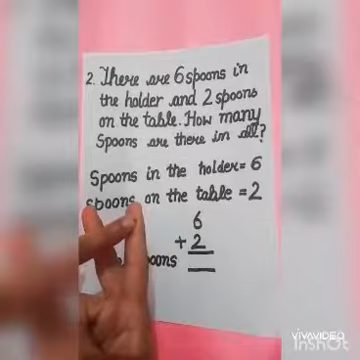 2. There are 6 spoons in
the holder and 2 spoons
on the table. How many
Spoons are there in all?
Spoons in the holder = 6
spoons on the table = 2
6
+ 2
VIVAVIDEO
InShOt